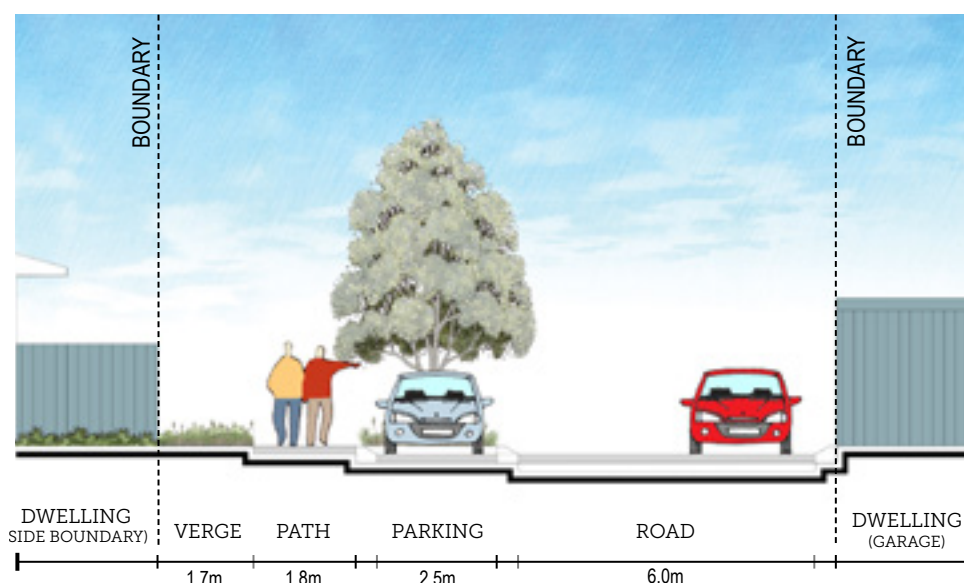 BOUNDARY
BOUNDARY
DWELLING
SIDE BOUNDARY)
VERGE
PATH
PARKING
ROAD
DWELLING
(GARAGE)
1.7m
1.8m
2.5m
6.0m